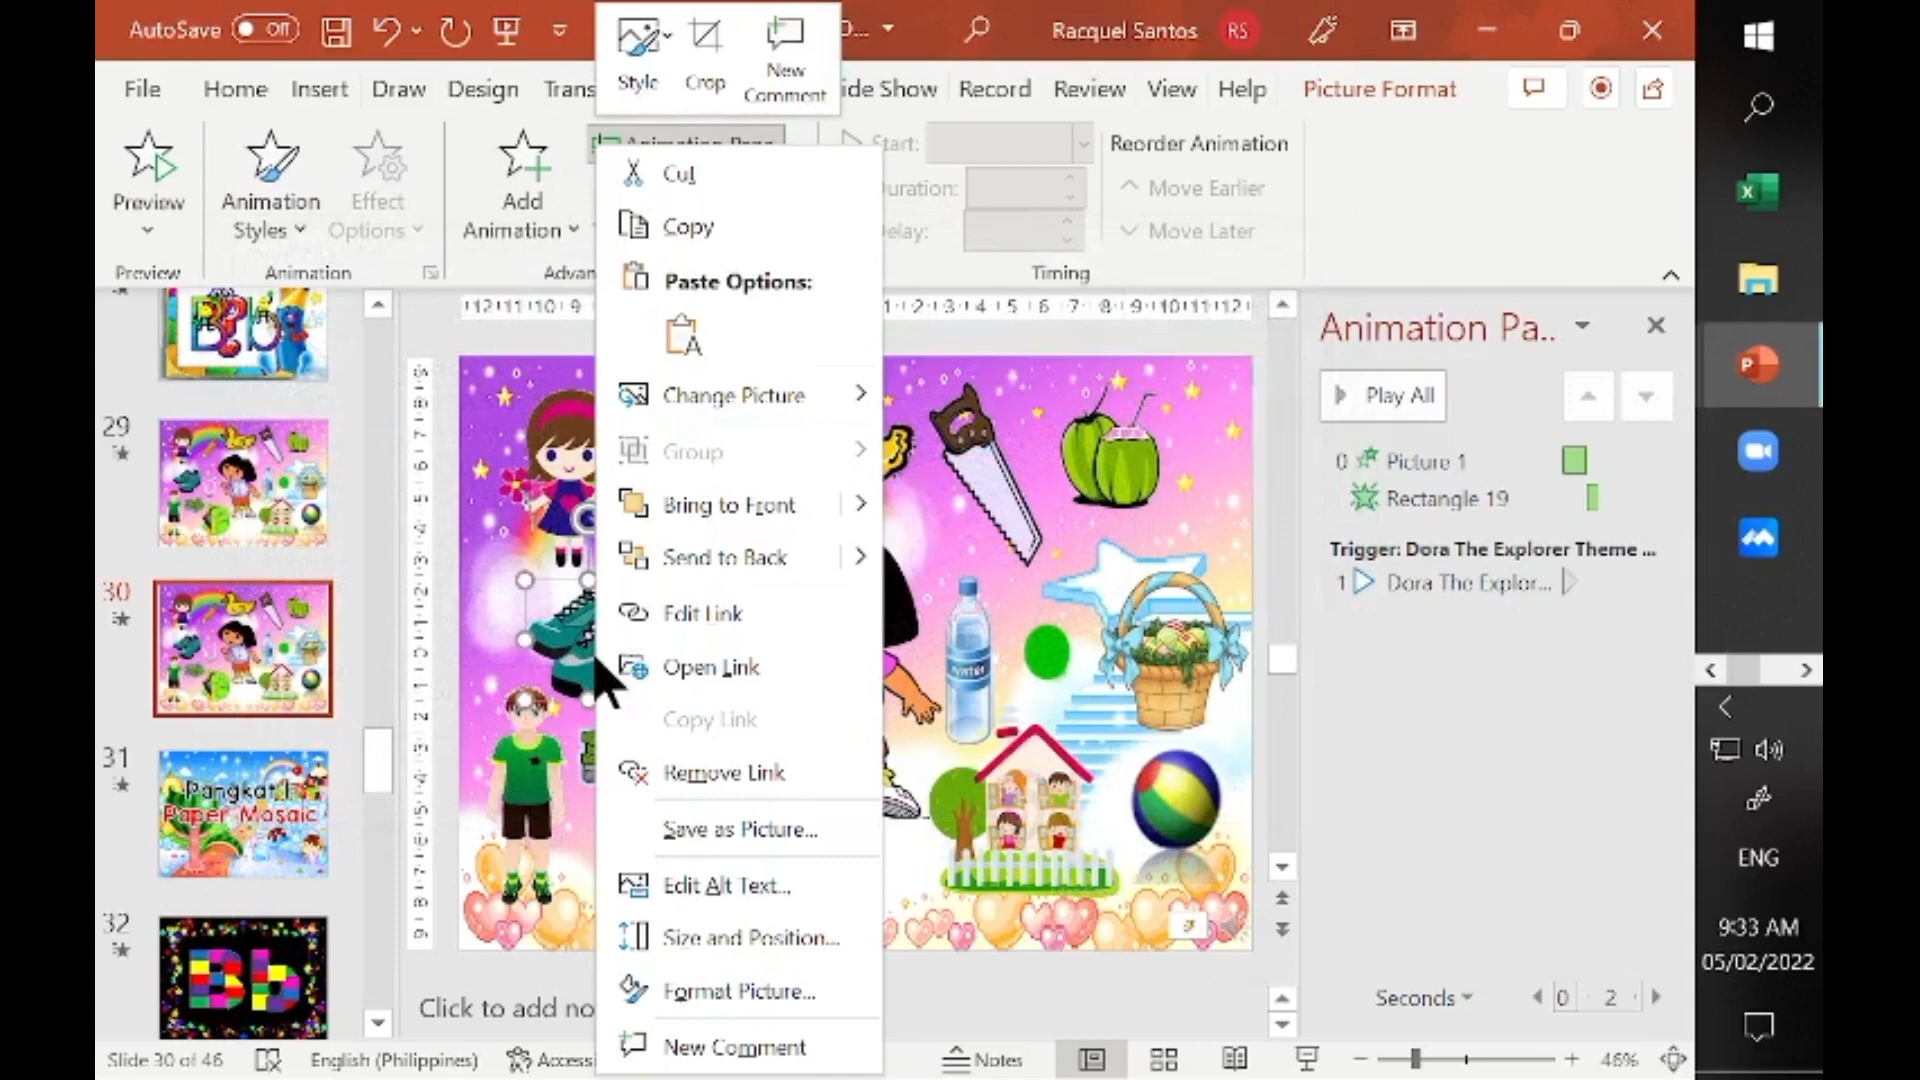 AutoSave Off
Style
Crop
New
Comment
Racquel Santos RS
File Home Insert Draw Design Trans ide Show Record Review View Help Picture Format
Preview
Animation
Styles
Effect
Options
Add
Animation
Start:
Duration:
Delay:
Reorder Animation
Move Earlier
Move Later
Preview Animation Advan Timing
Cut
Copy
Paste Options:
Change Picture
Group
Bring to Front
Send to Back
Edit Link
Open Link
Copy Link
Remove Link
Save as Picture...
Edit Alt Text...
Size and Position...
Format Picture...
New Comment
29
30
31
Pangkat I
Paper Mosaic
32
Bb
water
Click to add no
Animation Pa..
Play All
0 Picture 1
Rectangle 19
Trigger: Dora The Explorer Theme ...
1 Dora The Explor...
Seconds 0 2
Slide 30 of 46 English (Philippines) Accessi Notes 46%
ENG
9:33 AM
05/02/2022